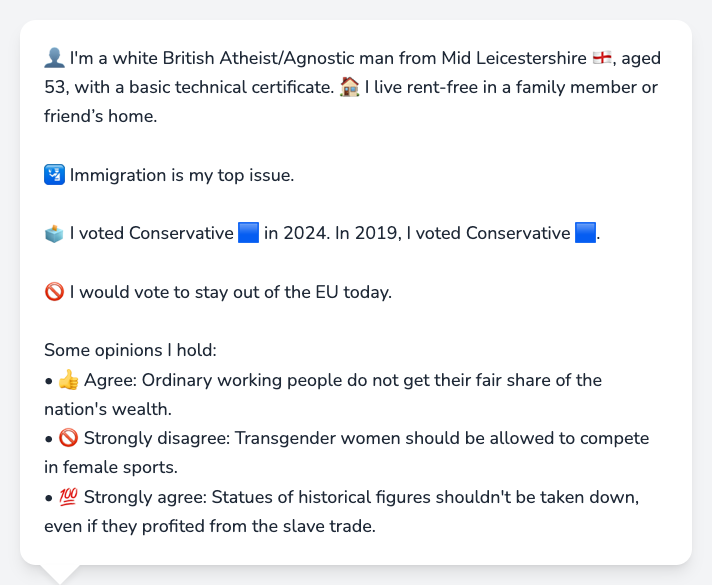 👤 I'm a white British Atheist/Agnostic man from Mid Leicestershire 🏴󠁧󠁢󠁥󠁮󠁧󠁿, aged
53, with a basic technical certificate. 🏠 I live rent-free in a family member or
friend’s home.
🛂 Immigration is my top issue.
🗳️ I voted Conservative 🟦 in 2024. In 2019, I voted Conservative 🟦.
🚫 I would vote to stay out of the EU today.
Some opinions I hold:
• 👍 Agree: Ordinary working people do not get their fair share of the
nation's wealth.
• 🚫 Strongly disagree: Transgender women should be allowed to compete
in female sports.
• 💯 Strongly agree: Statues of historical figures shouldn't be taken down,
even if they profited from the slave trade.